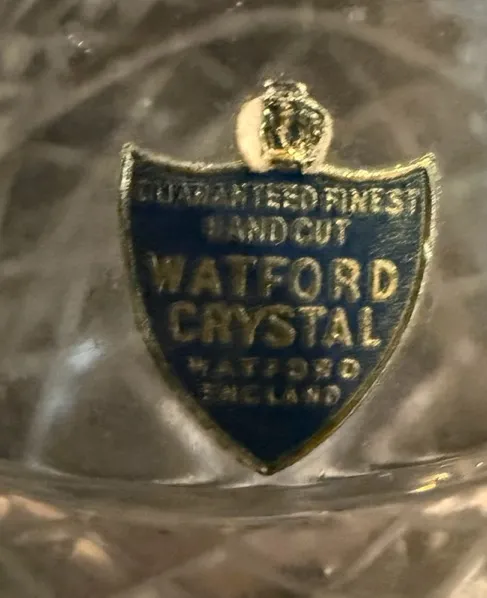 GUARANTEED FINEST
HAND CUT
WATFORD
CRYSTAL
WATFORD
ENGLAND